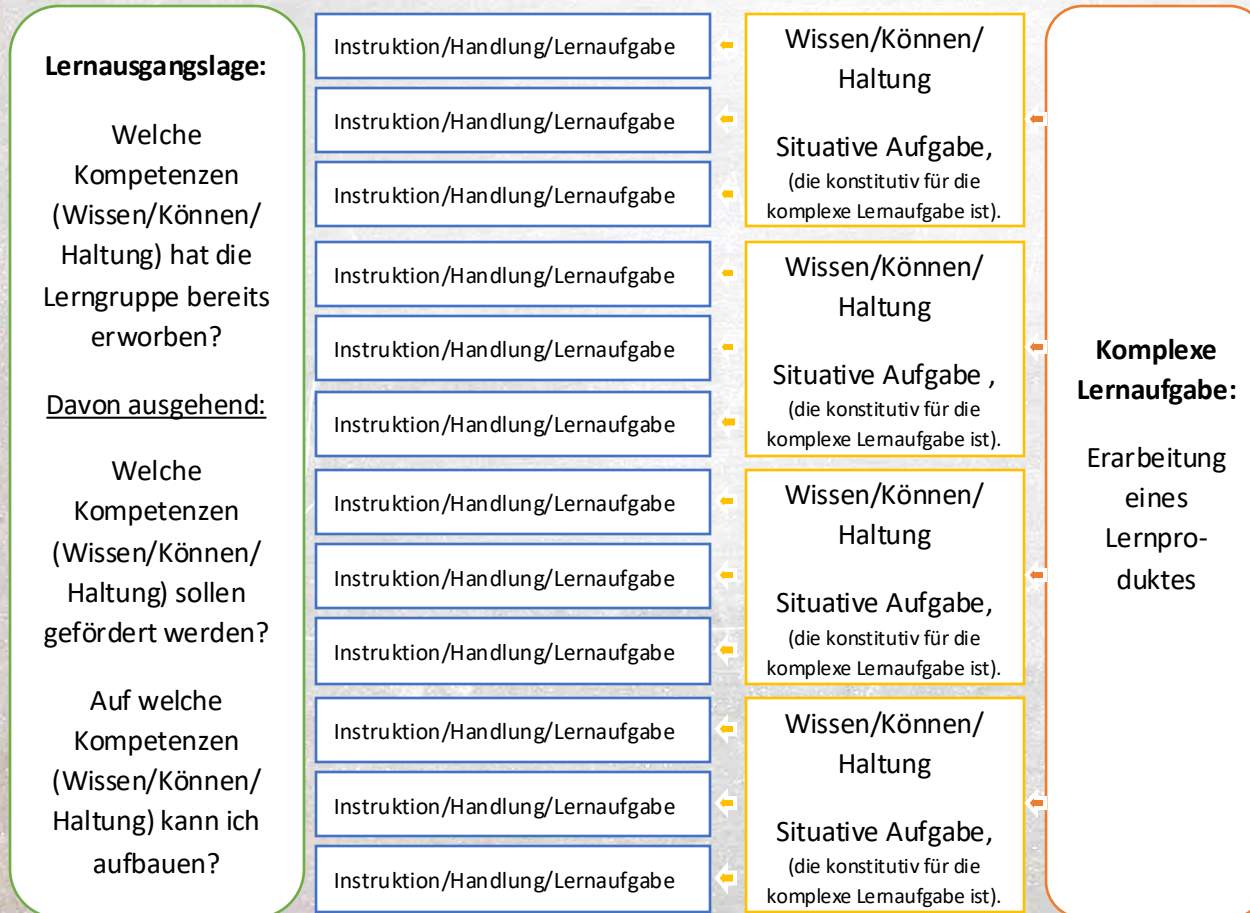 Lernausgangslage:
Welche
Kompetenzen
(Wissen/Können/
Haltung) hat die
Lerngruppe bereits
erworben?
Davon ausgehend:
Welche
Kompetenzen
(Wissen/Können/
Haltung) sollen
gefördert werden?
Auf welche
Kompetenzen
(Wissen/Können/
Haltung) kann ich
aufbauen?
Instruktion/Handlung/Lernaufgabe
Instruktion/Handlung/Lernaufgabe
Instruktion/Handlung/Lernaufgabe
Instruktion/Handlung/Lernaufgabe
Instruktion/Handlung/Lernaufgabe
Instruktion/Handlung/Lernaufgabe
Instruktion/Handlung/Lernaufgabe
Instruktion/Handlung/Lernaufgabe
Instruktion/Handlung/Lernaufgabe
Instruktion/Handlung/Lernaufgabe
Instruktion/Handlung/Lernaufgabe
Instruktion/Handlung/Lernaufgabe
Wissen/Können/
Haltung
Situative Aufgabe,
(die konstitutiv für die
komplexe Lernaufgabe ist).
Wissen/Können/
Haltung
Situative Aufgabe ,
(die konstitutiv für die
komplexe Lernaufgabe ist).
Wissen/Können/
Haltung
Situative Aufgabe,
(die konstitutiv für die
komplexe Lernaufgabe ist).
Wissen/Können/
Haltung
Situative Aufgabe,
(die konstitutiv für die
komplexe Lernaufgabe ist).
Komplexe
Lernaufgabe:
Erarbeitung
eines
Lernpro-
duktes